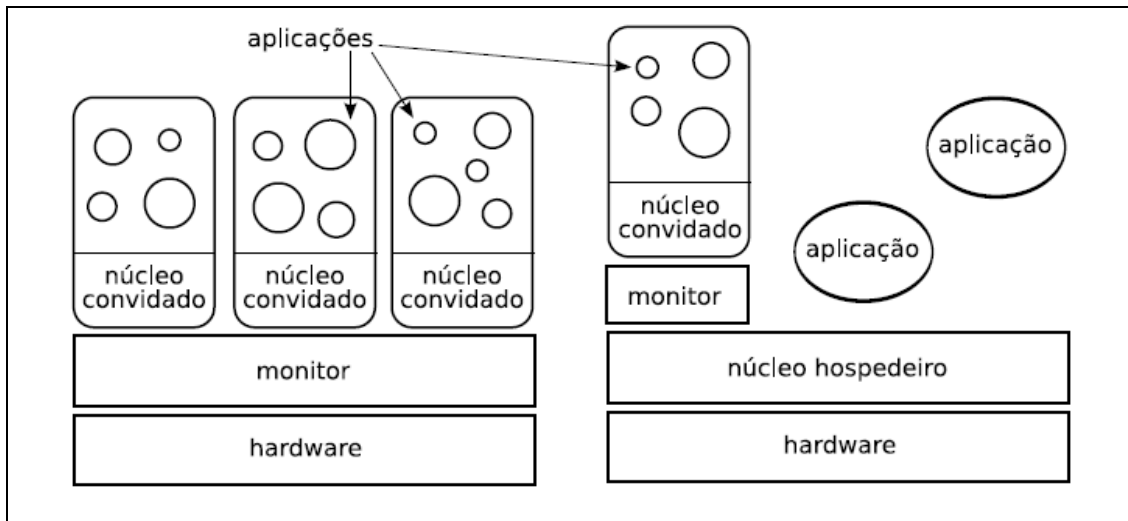 aplicações
núcleo
convidado
núcleo
convidado
núcleo
convidado
monitor
hardware
núcleo
convidado
aplicação
aplicação
monitor
núcleo hospedeiro
hardware